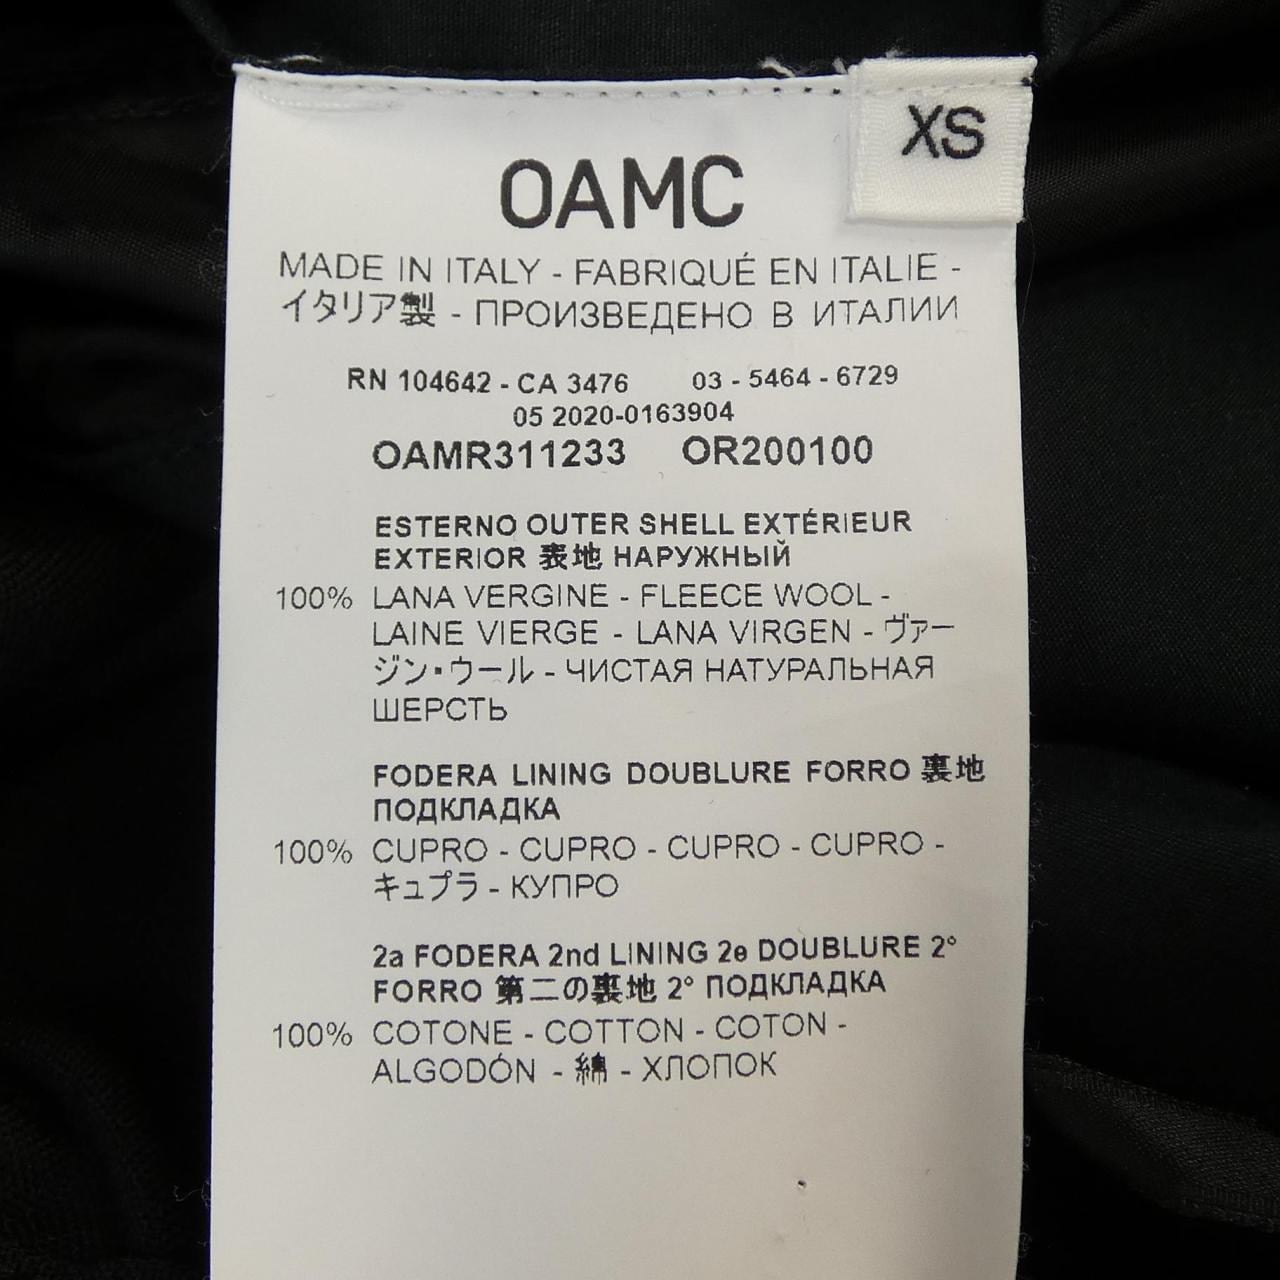 XS
OAMC
MADE IN ITALY - FABRIQUÉ EN ITALIE -
イタリア製 - ПРОИЗВЕДЕНО В ИТАЛИИ
RN 104642 - CA 3476 03 - 5464 - 6729
05 2020-0163904
OAMR311233 OR200100
ESTERNO OUTER SHELL EXTÉRIEUR
EXTERIOR 表地 НАРУЖНЫЙ
100% LANA VERGINE - FLEECE WOOL -
LAINE VIERGE - LANA VIRGEN - ヴァー
ジン・ウール - ЧИСТАЯ НАТУРАЛЬНАЯ
ШЕРСТЬ
FODERA LINING DOUBLURE FORRO 裏地
ПОДКЛАДКА
100% CUPRO - CUPRO - CUPRO - CUPRO -
キュプラ - КУПРО
2a FODERA 2nd LINING 2e DOUBLURE 2°
FORRO 第二の裏地 2° ПОДКЛАДКА
100% COTONE - COTTON - COTON -
ALGODÓN - 綿 - ХЛОПОК